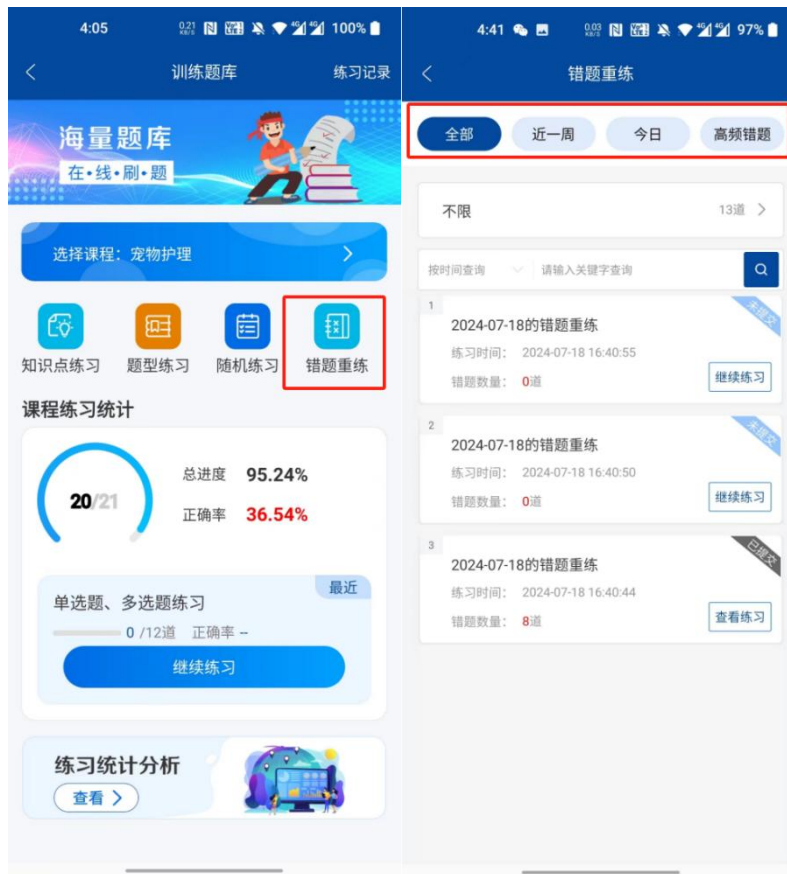 4:05 0.21 KB/S 4G 4G 100%
训练题库 练习记录
海量题库
在•线•刷•题
选择课程：宠物护理
知识点练习 题型练习 随机练习 错题重练
课程练习统计
20/21
总进度 95.24%
正确率 36.54%
最近
单选题、多选题练习
0 /12道 正确率 --
继续练习
练习统计分析
查看
4:41 0.03 KB/S 4G 4G 97%
错题重练
全部 近一周 今日 高频错题
不限 13道
按时间查询 请输入关键字查询
1 未提交
2024-07-18的错题重练
练习时间： 2024-07-18 16:40:55
错题数量： 0道 继续练习
2 未提交
2024-07-18的错题重练
练习时间： 2024-07-18 16:40:50
错题数量： 0道 继续练习
3 已提交
2024-07-18的错题重练
练习时间： 2024-07-18 16:40:44
错题数量： 8道 查看练习